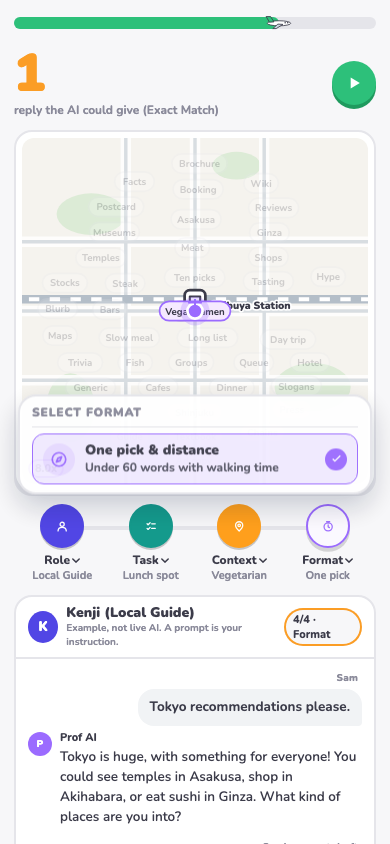 1
reply the AI could give (Exact Match)
Brochure
Facts
Booking
Wiki
Postcard
Asakusa
Reviews
Museums
Ginza
Meat
Temples
Shops
Ten picks
Stocks
Steak
Tasting
Hype
buya Station
Blurb
Bars
Maps
Slow meal
Long list
Day trip
Trivia
Fish
Groups
Queue
Hotel
Generic
Cafes
Dinner
Slogans
SELECT FORMAT
One pick & distance
Under 60 words with walking time
Role
Task
Context
Format
Local Guide
Lunch spot
Vegetarian
One pick
K
Kenji (Local Guide)
Example, not live AI. A prompt is your
instruction.
4/4 ·
Format
Sam
Tokyo recommendations please.
P
Prof AI
Tokyo is huge, with something for everyone! You
could see temples in Asakusa, shop in
Akihabara, or eat sushi in Ginza. What kind of
places are you into?